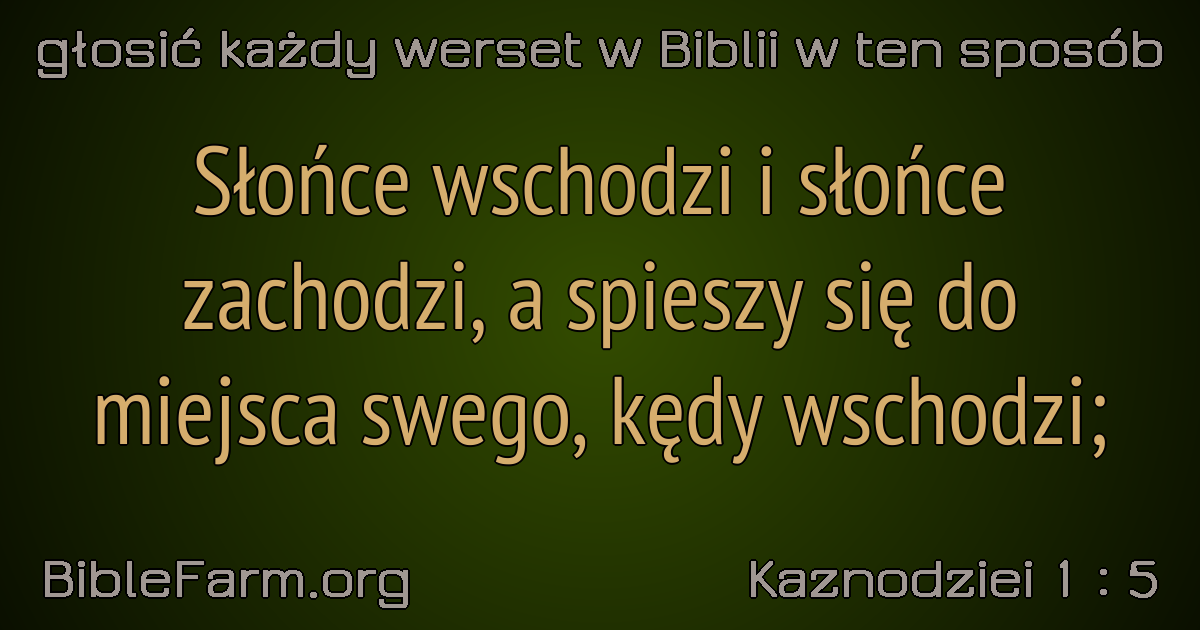 głosić każdy werset w Biblii w ten sposób
Słońce wschodzi i słońce
zachodzi, a spieszy się do
miejsca swego, kędy wschodzi;
BibleFarm.org
Kaznodziei 1 : 5